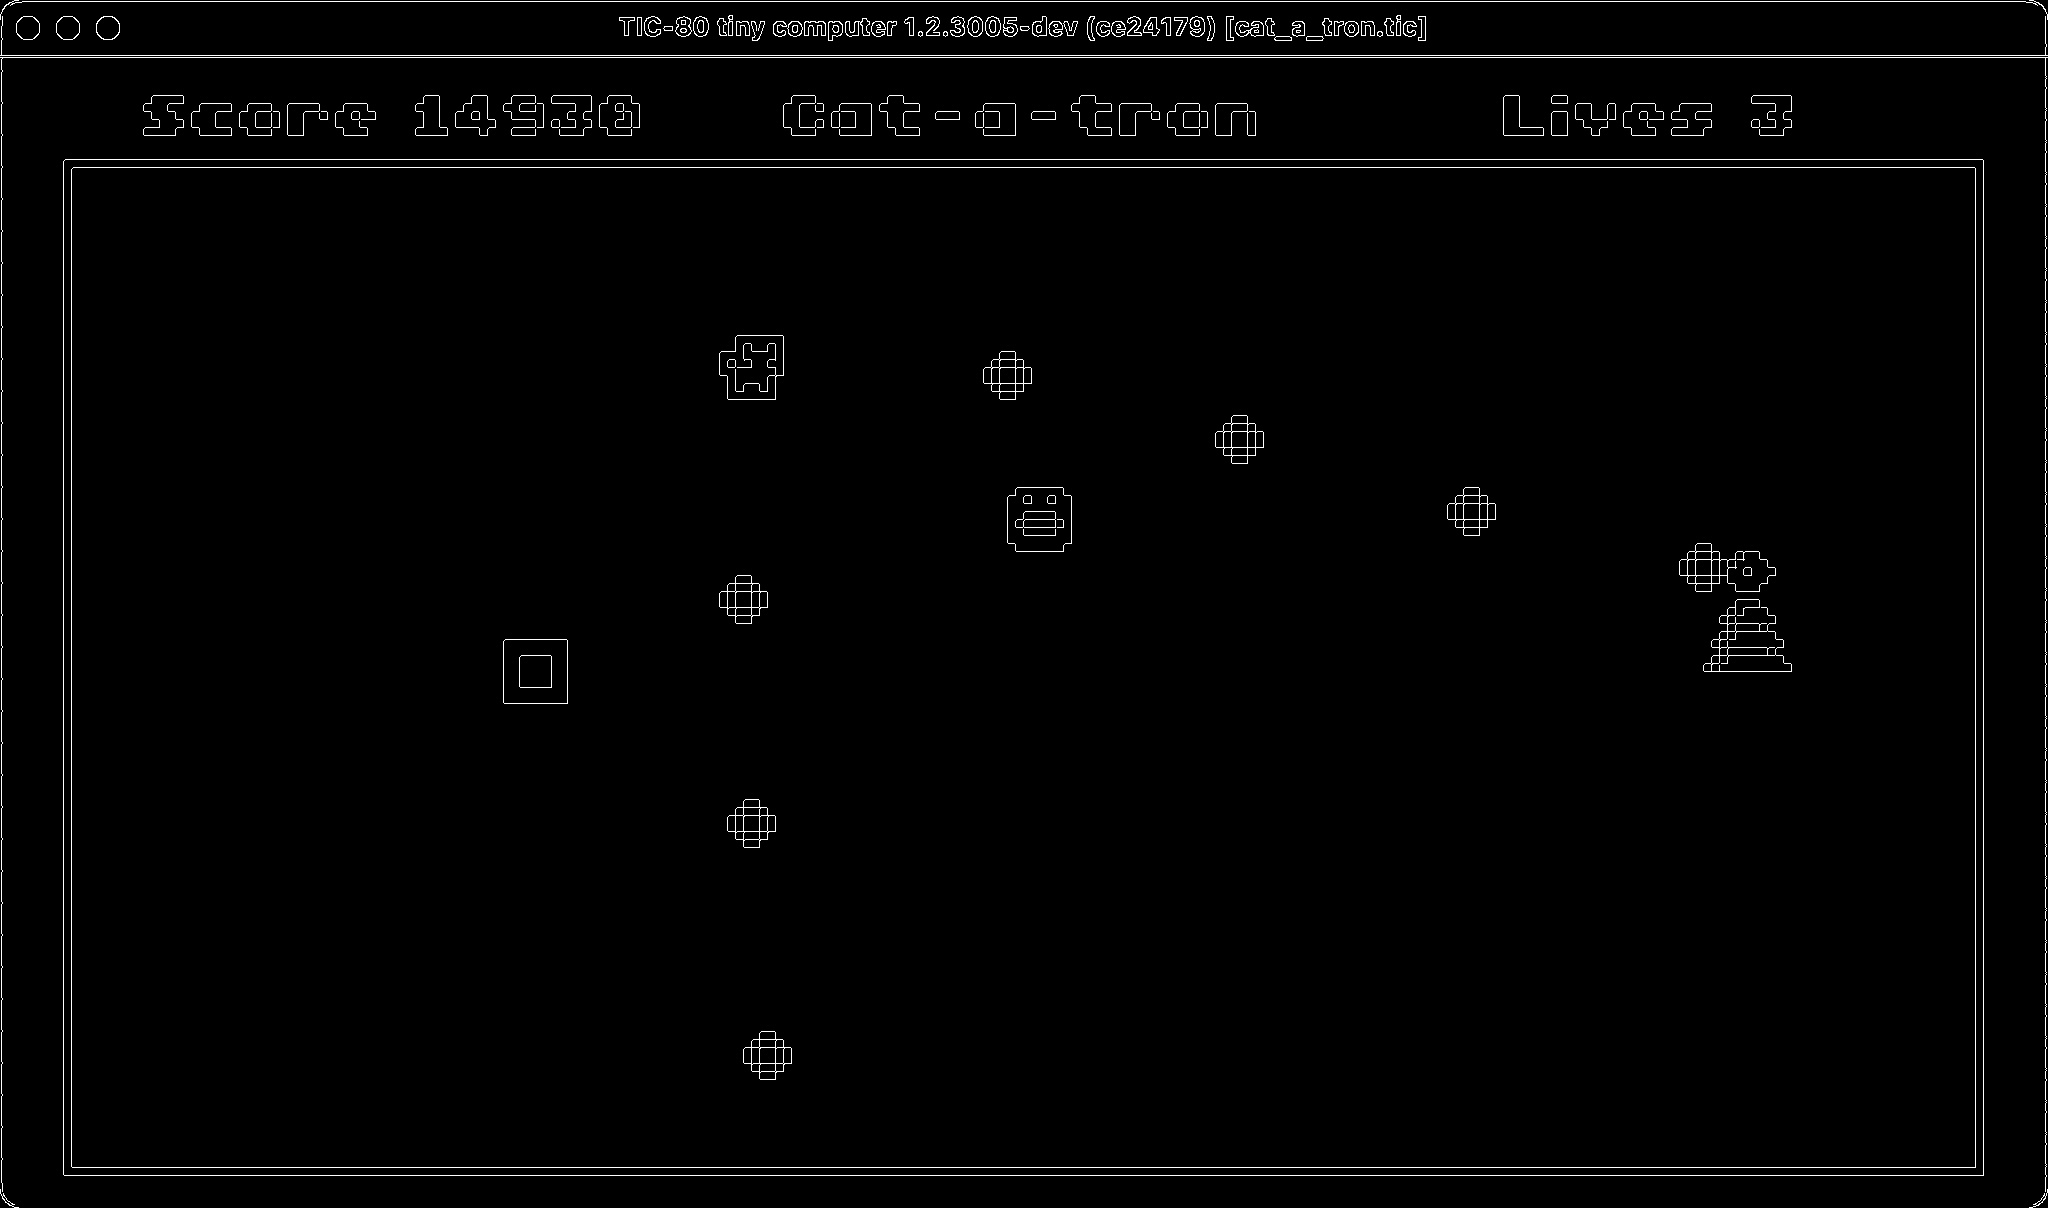 TIC-80 tiny computer 1.2.3005-dev (ce24179) [cat_a_tron.tic]
Score 14930 Cat-a-tron Lives 3